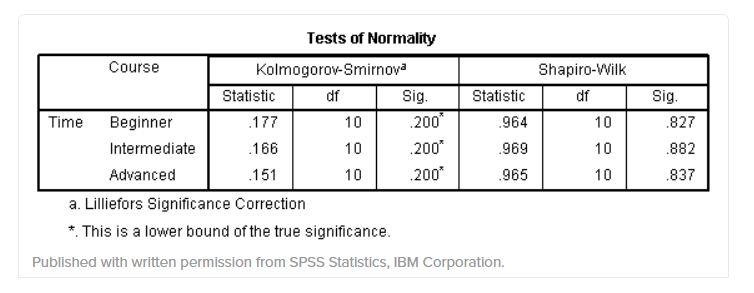 Tests of Normality
Course Kolmogorov-Smirnovᵃ Shapiro-Wilk
Statistic df Sig. Statistic df Sig.
Time Beginner .177 10 .200* .964 10 .827
Intermediate .166 10 .200* .969 10 .882
Advanced .151 10 .200* .965 10 .837
a. Lilliefors Significance Correction
*. This is a lower bound of the true significance.
Published with written permission from SPSS Statistics, IBM Corporation.